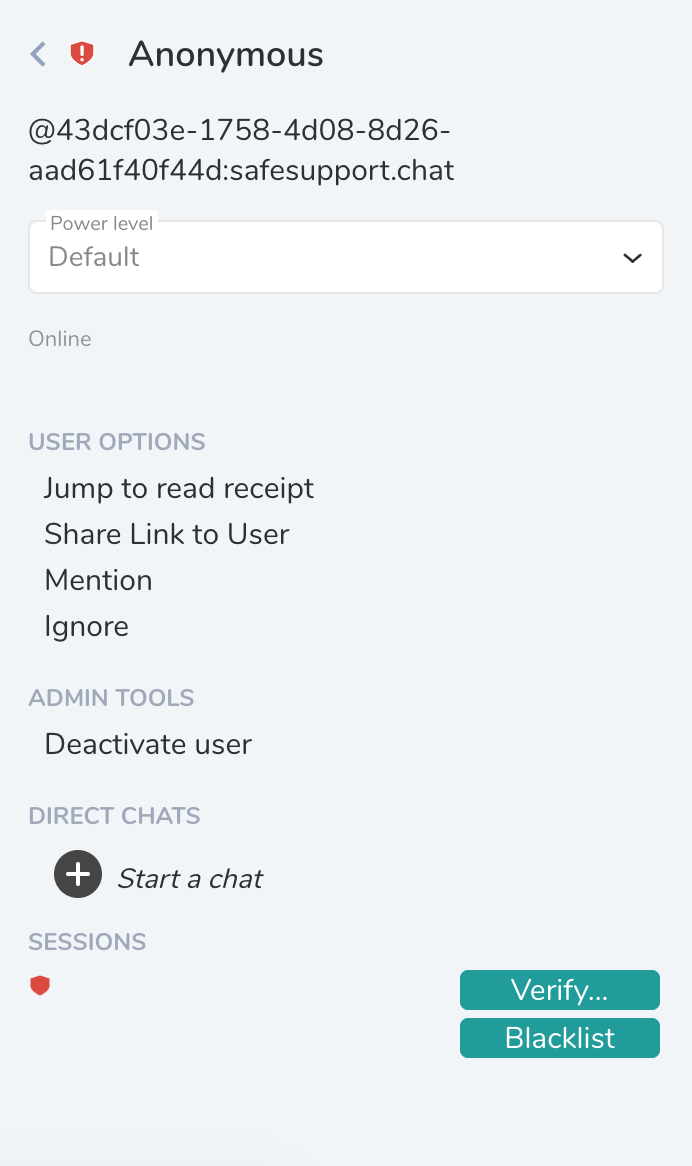 Anonymous
@43dcf03e-1758-4d08-8d26-
aad61f40f44d:safesupport.chat
Power level
Default
Online
USER OPTIONS
Jump to read receipt
Share Link to User
Mention
Ignore
ADMIN TOOLS
Deactivate user
DIRECT CHATS
Start a chat
SESSIONS
Verify...
Blacklist